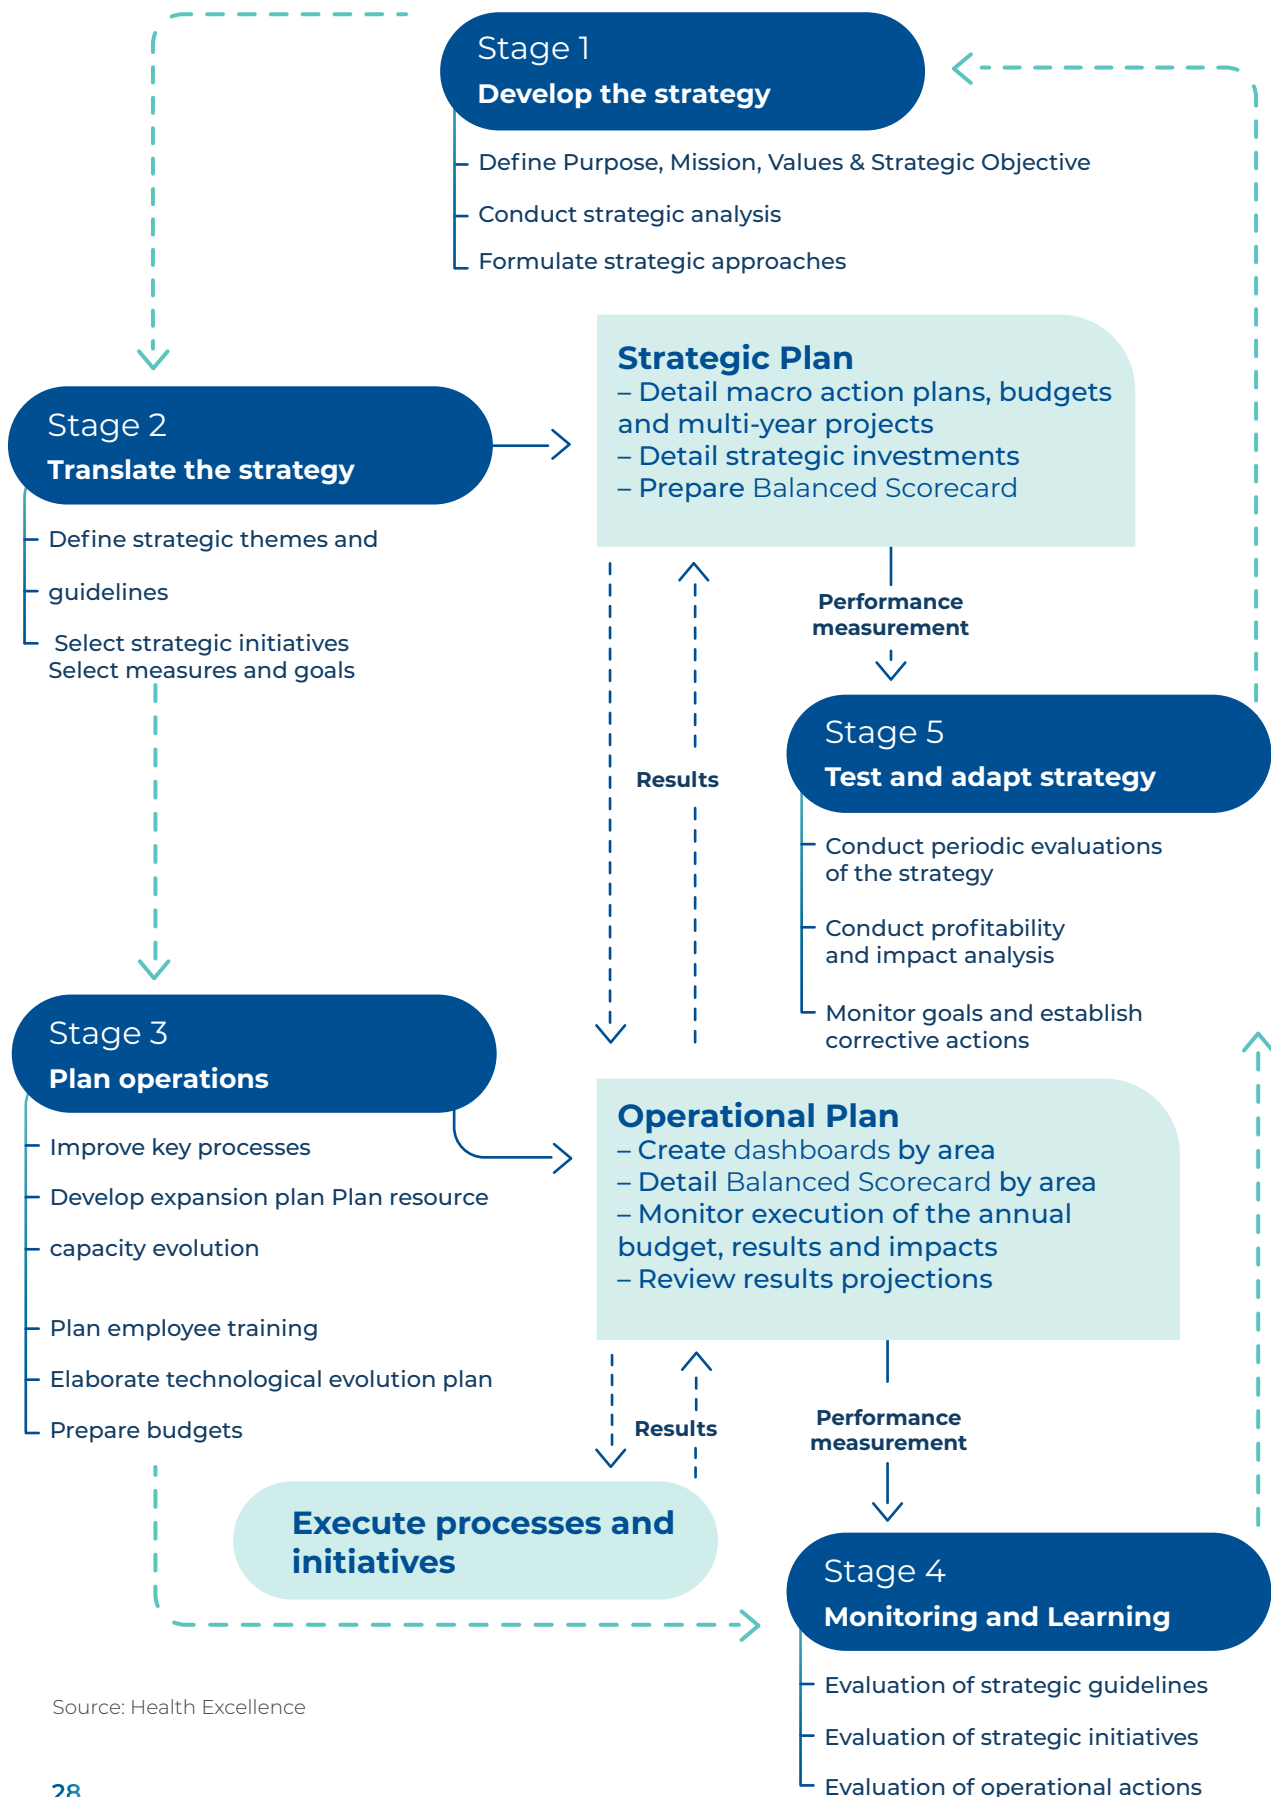 Stage 1
Develop the strategy
Define Purpose, Mission, Values & Strategic Objective
Conduct strategic analysis
Formulate strategic approaches
Stage 2
Translate the strategy
Define strategic themes and
guidelines
Select strategic initiatives
Select measures and goals
Strategic Plan
– Detail macro action plans, budgets
and multi-year projects
– Detail strategic investments
– Prepare Balanced Scorecard
Performance
measurement
Results
Stage 5
Test and adapt strategy
Conduct periodic evaluations
of the strategy
Conduct profitability
and impact analysis
Monitor goals and establish
corrective actions
Stage 3
Plan operations
Improve key processes
Develop expansion plan Plan resource
capacity evolution
Plan employee training
Elaborate technological evolution plan
Prepare budgets
Operational Plan
– Create dashboards by area
– Detail Balanced Scorecard by area
– Monitor execution of the annual
budget, results and impacts
– Review results projections
Results
Performance
measurement
Execute processes and
initiatives
Stage 4
Monitoring and Learning
Evaluation of strategic guidelines
Evaluation of strategic initiatives
Evaluation of operational actions
Source: Health Excellence
28